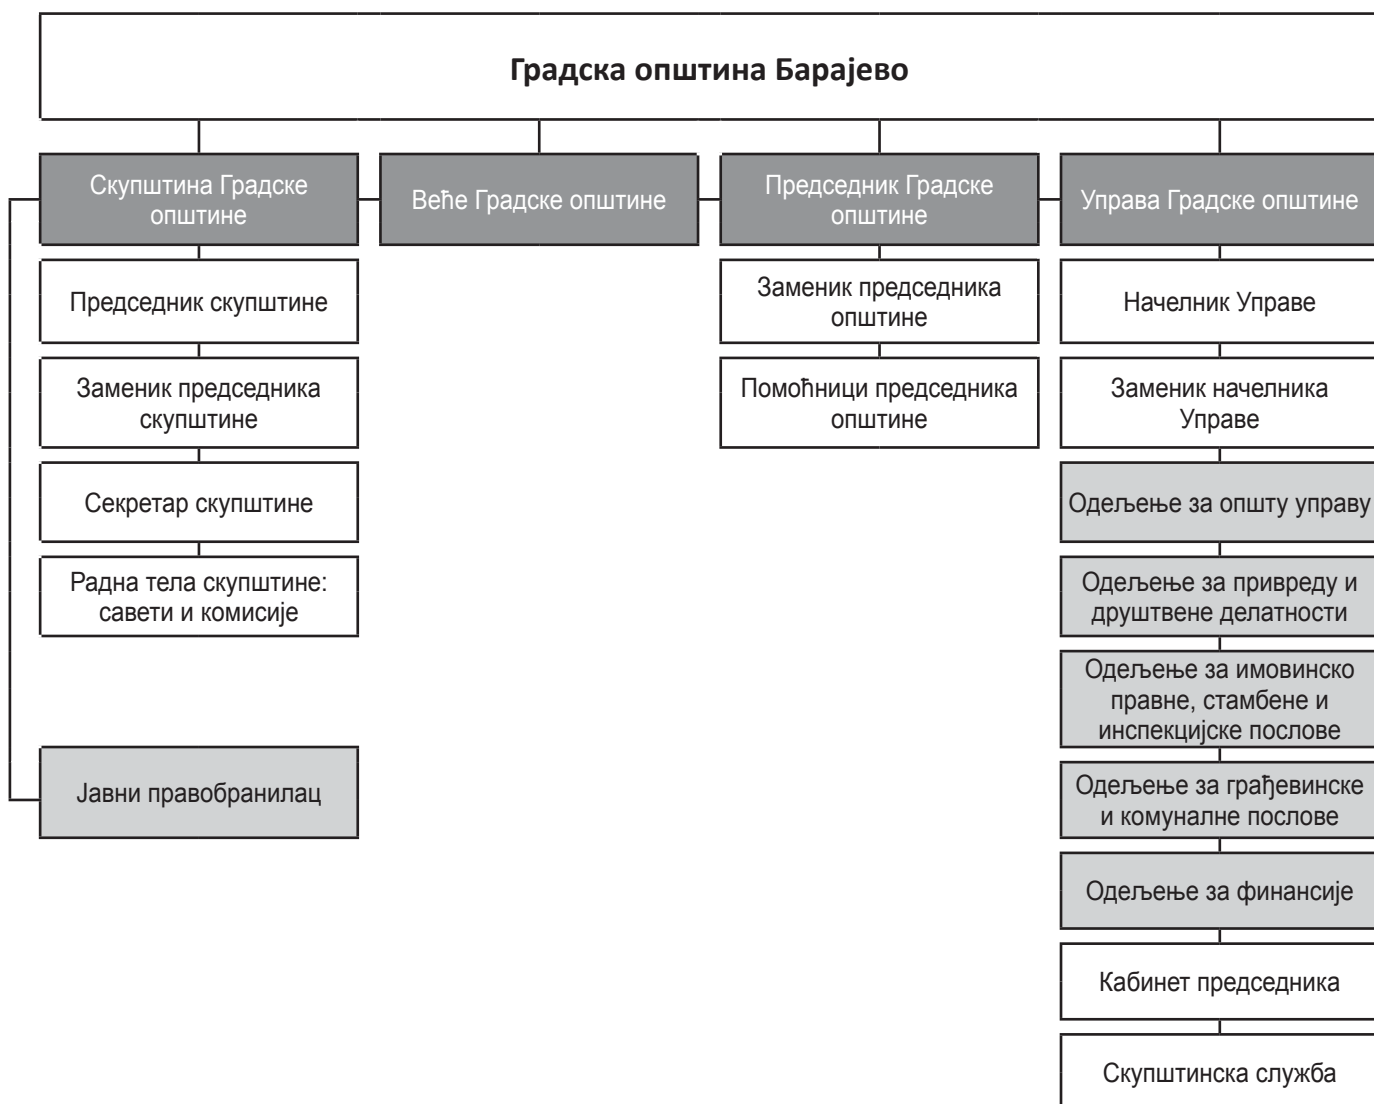 Градска општина Барајево
Скупштина Градске
општине
Веће Градске општине
Председник Градске
општине
Управа Градске општине
Председник скупштине
Заменик председника
скупштине
Секретар скупштине
Радна тела скупштине:
савети и комисије
Јавни правобранилац
Заменик председника
општине
Помоћници председника
општине
Начелник Управе
Заменик начелника
Управе
Одељење за општу управу
Одељење за привреду и
друштвене делатности
Одељење за имовинско
правне, стамбене и
инспекцијске послове
Одељење за грађевинске
и комуналне послове
Одељење за финансије
Кабинет председника
Скупштинска служба